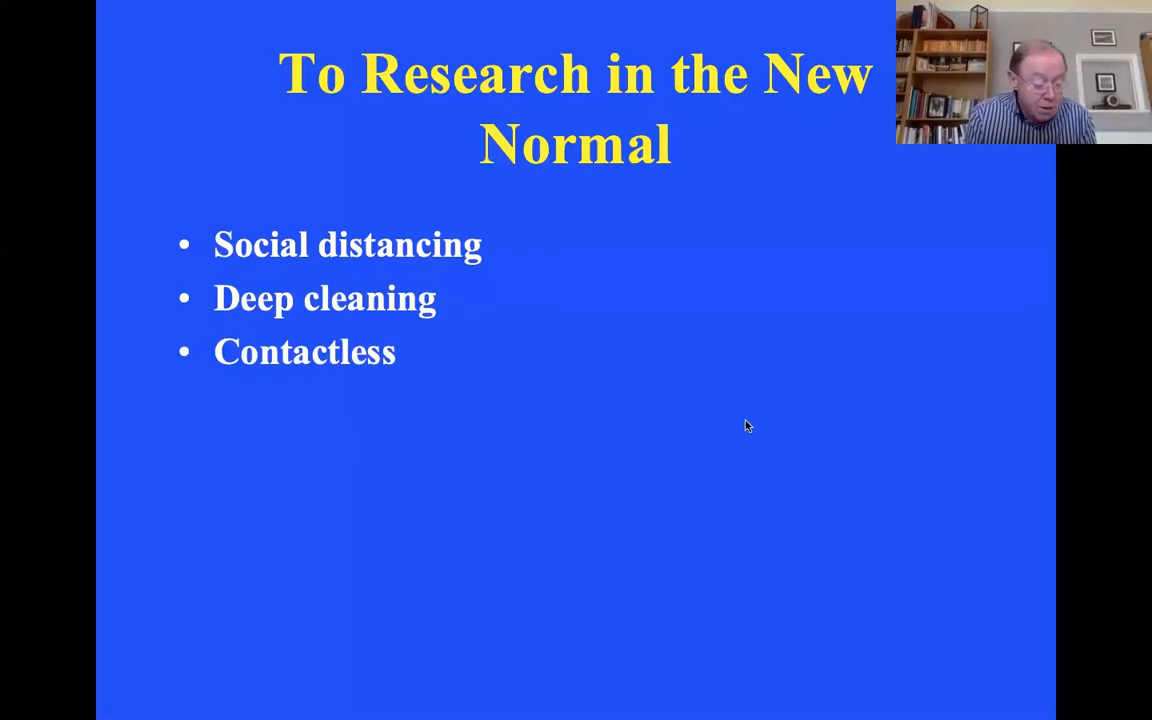 To Research in the New
Normal
• Social distancing
• Deep cleaning
• Contactless